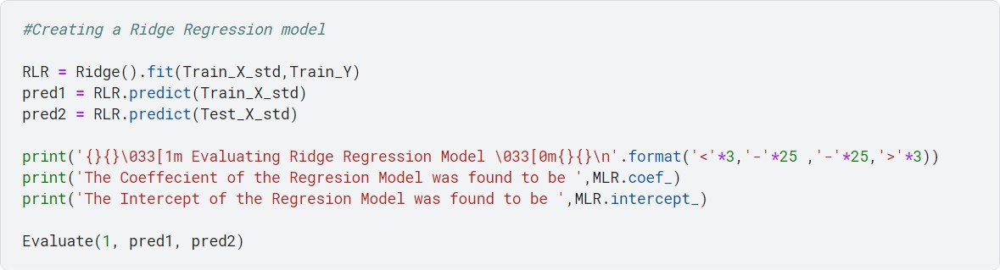 #Creating a Ridge Regression model
RLR = Ridge().fit(Train_X_std,Train_Y)
pred1 = RLR.predict(Train_X_std)
pred2 = RLR.predict(Test_X_std)
print('{}{}\033[1m Evaluating Ridge Regression Model \033[0m{}{}\n'.format('<'*3,'-'*25 ,'-'*25,'>'*3))
print('The Coeffecient of the Regresion Model was found to be ',MLR.coef_)
print('The Intercept of the Regresion Model was found to be ',MLR.intercept_)
Evaluate(1, pred1, pred2)